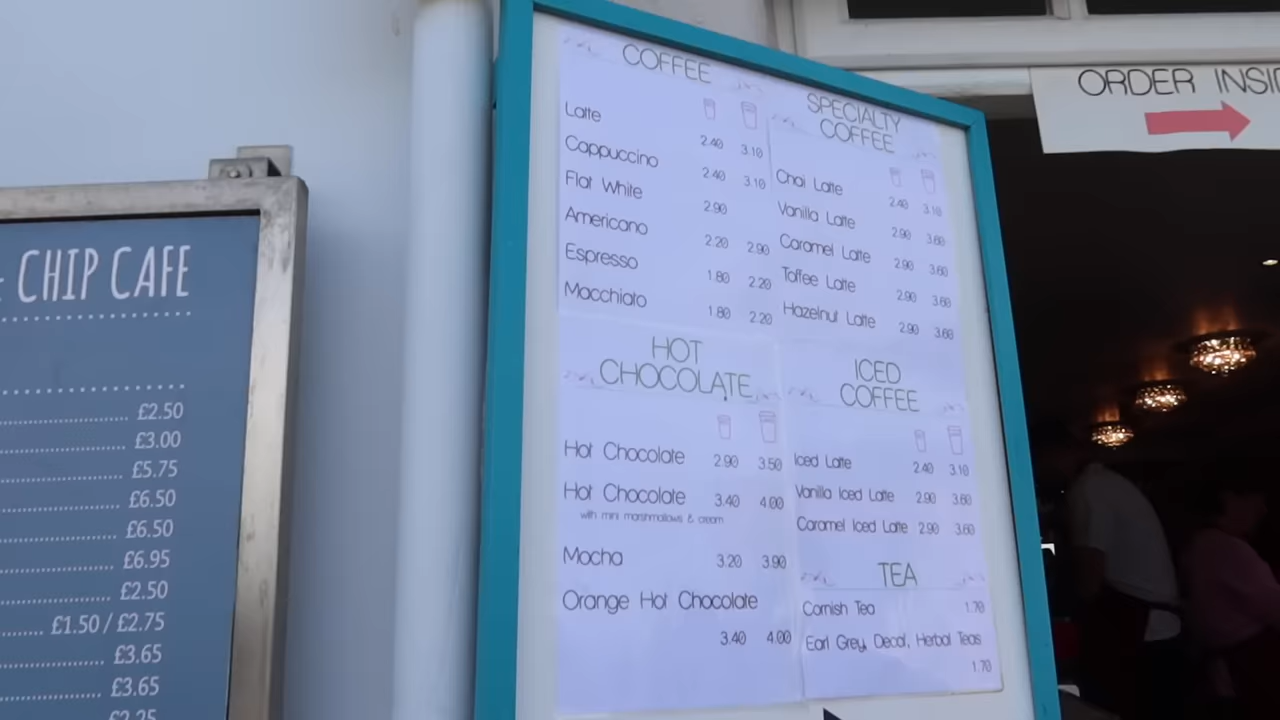 CHIP CAFE
£2.50
£3.00
£5.75
£6.50
£6.50
£6.95
£2.50
£1.50 / £2.75
£3.65
£3.65
COFFEE
Latte 2.40 3.10
Cappuccino 2.40 3.10
Flat White 2.90
Americano 2.20 2.90
Espresso 1.80 2.20
Macchiato 1.80 2.20
HOT
CHOCOLATE
Hot Chocolate 2.90 3.50
Hot Chocolate 3.40 4.00
with mini marshmallows & cream
Mocha 3.20 3.90
Orange Hot Chocolate
3.40 4.00
SPECIALTY
COFFEE
Chai Latte 2.40 3.10
Vanilla Latte 2.90 3.60
Caramel Latte 2.90 3.60
Toffee Latte 2.90 3.60
Hazelnut Latte 2.90 3.60
ICED
COFFEE
Iced Latte 2.40 3.10
Vanilla Iced Latte 2.90 3.60
Caramel Iced Latte 2.90 3.60
TEA
Cornish Tea 1.70
Earl Grey, Decaf, Herbal Teas
1.70
ORDER INSI